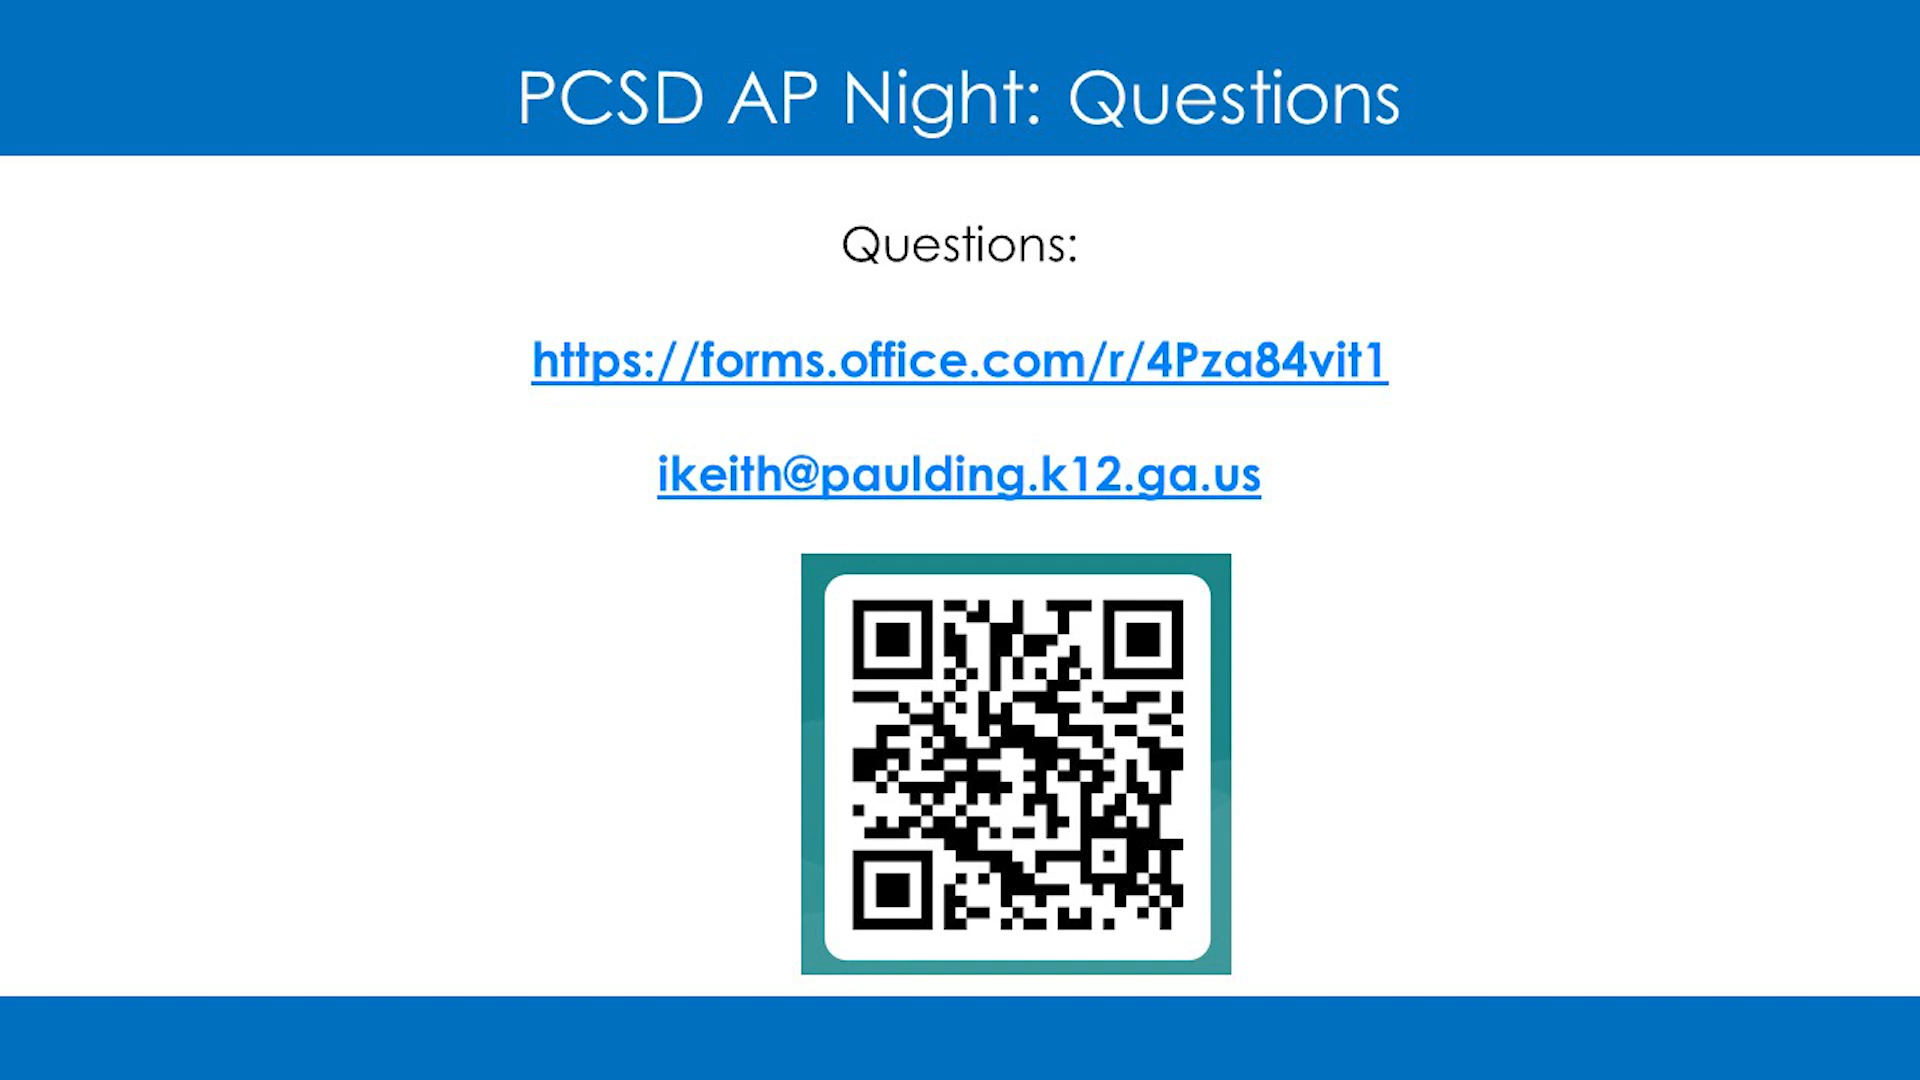 PCSD AP Night: Questions
Questions:
https://forms.office.com/r/4Pza84vit1
ikeith@paulding.k12.ga.us